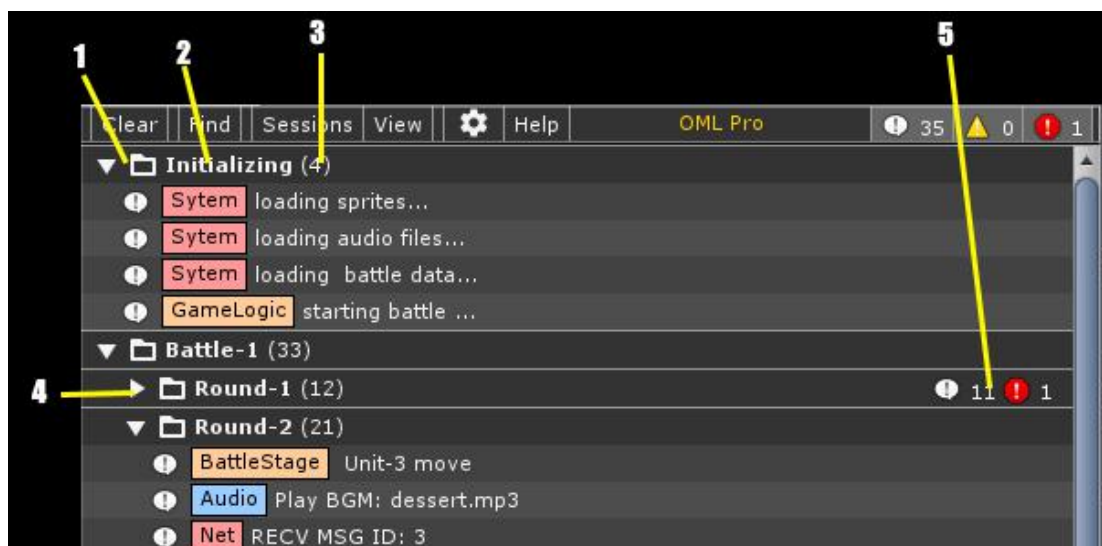 1 2 3 5
Clear Find Sessions View Help OML Pro 35 0 1
Initializing (4)
Sytem loading sprites...
Sytem loading audio files...
Sytem loading  battle data...
GameLogic starting battle ...
Battle-1 (33)
4 Round-1 (12) 11 1
Round-2 (21)
BattleStage Unit-3 move
Audio Play BGM: dessert.mp3
Net RECV MSG ID: 3